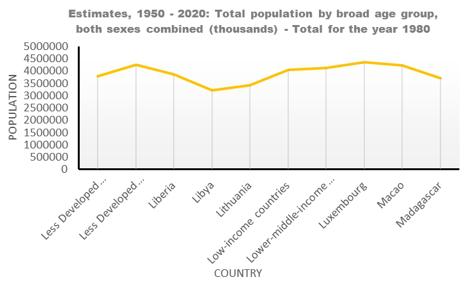 Estimates, 1950 - 2020: Total population by broad age group,
both sexes combined (thousands) - Total for the year 1980
POPULATION
5000000
4500000
4000000
3500000
3000000
2500000
2000000
1500000
1000000
500000
0
Less Developed...
Less Developed...
Liberia
Libya
Lithuania
Low-income countries
Lower-middle-income...
Luxembourg
Macao
Madagascar
COUNTRY